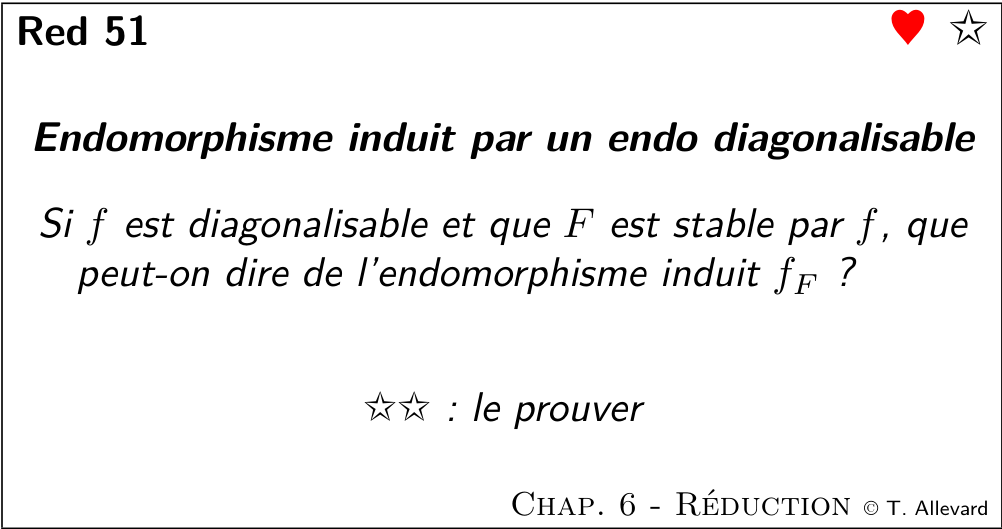 Red 51 ♥ ☆
Endomorphisme induit par un endo diagonalisable
Si f est diagonalisable et que F est stable par f, que
peut-on dire de l'endomorphisme induit f_F ?
☆☆ : le prouver
Chap. 6 - Réduction © T. Allevard